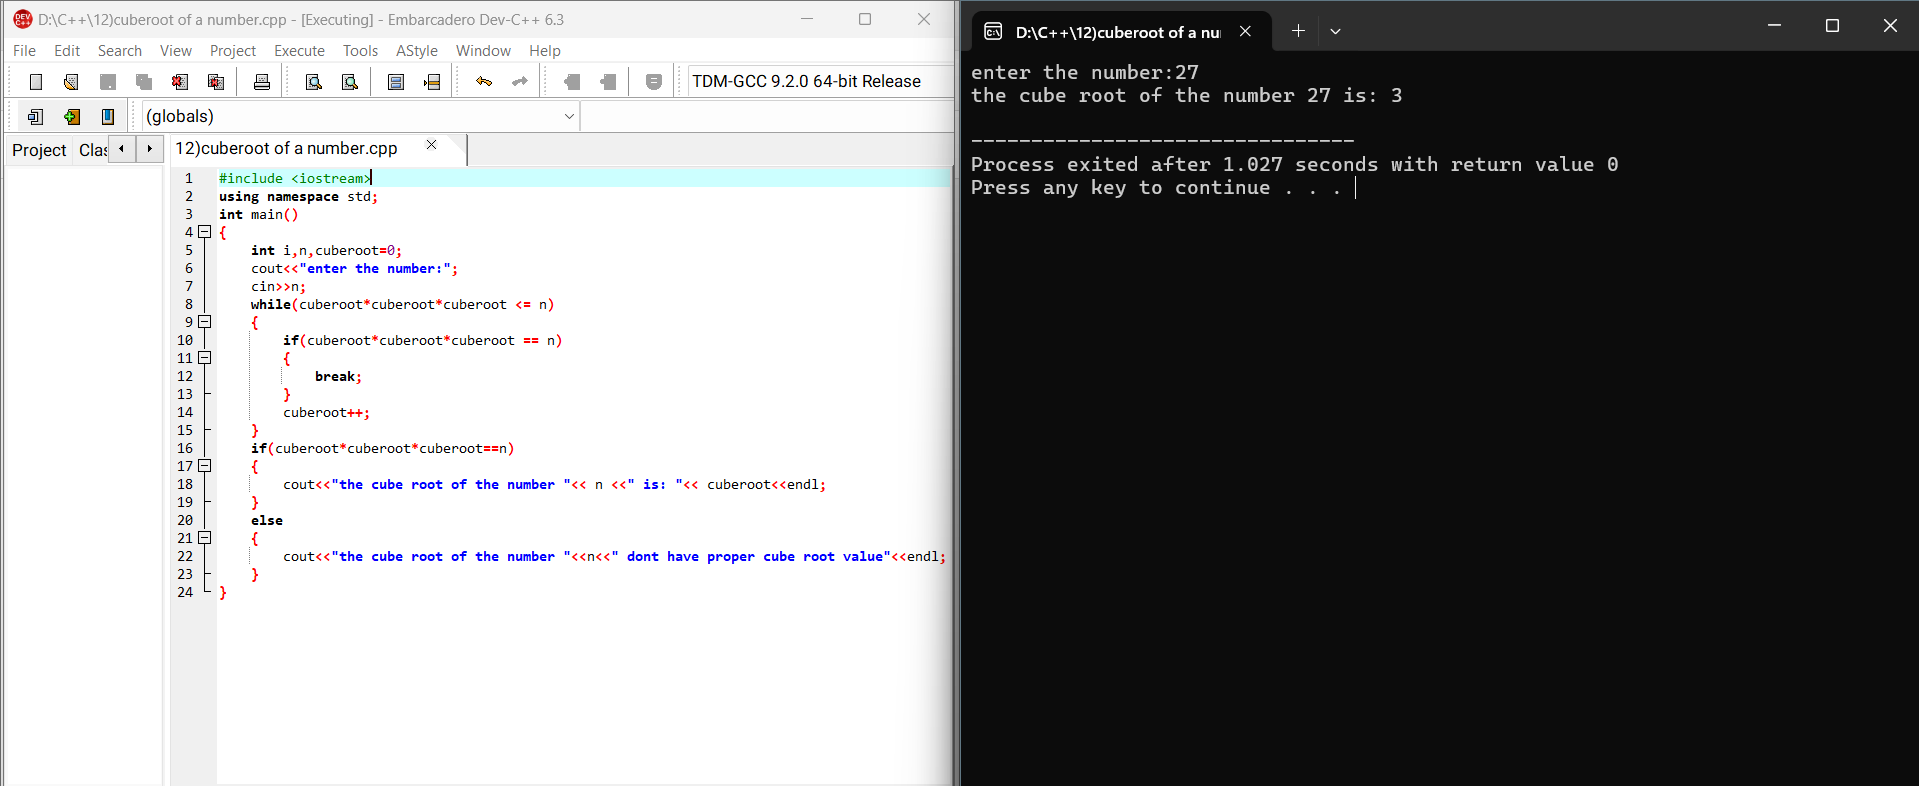 D:\C++\12)cuberoot of a number.cpp - [Executing] - Embarcadero Dev-C++ 6.3
File Edit Search View Project Execute Tools AStyle Window Help
TDM-GCC 9.2.0 64-bit Release
(globals)
Project Clas
12)cuberoot of a number.cpp
1 #include <iostream>
2 using namespace std;
3 int main()
4 {
5 int i,n,cuberoot=0;
6 cout<<"enter the number:";
7 cin>>n;
8 while(cuberoot*cuberoot*cuberoot <= n)
9 {
10 if(cuberoot*cuberoot*cuberoot == n)
11 {
12 break;
13 }
14 cuberoot++;
15 }
16 if(cuberoot*cuberoot*cuberoot==n)
17 {
18 cout<<"the cube root of the number "<< n <<" is: "<< cuberoot<<endl;
19 }
20 else
21 {
22 cout<<"the cube root of the number "<<n<<" dont have proper cube root value"<<endl;
23 }
24 }
D:\C++\12)cuberoot of a nu
enter the number:27
the cube root of the number 27 is: 3
--------------------------------
Process exited after 1.027 seconds with return value 0
Press any key to continue . . .